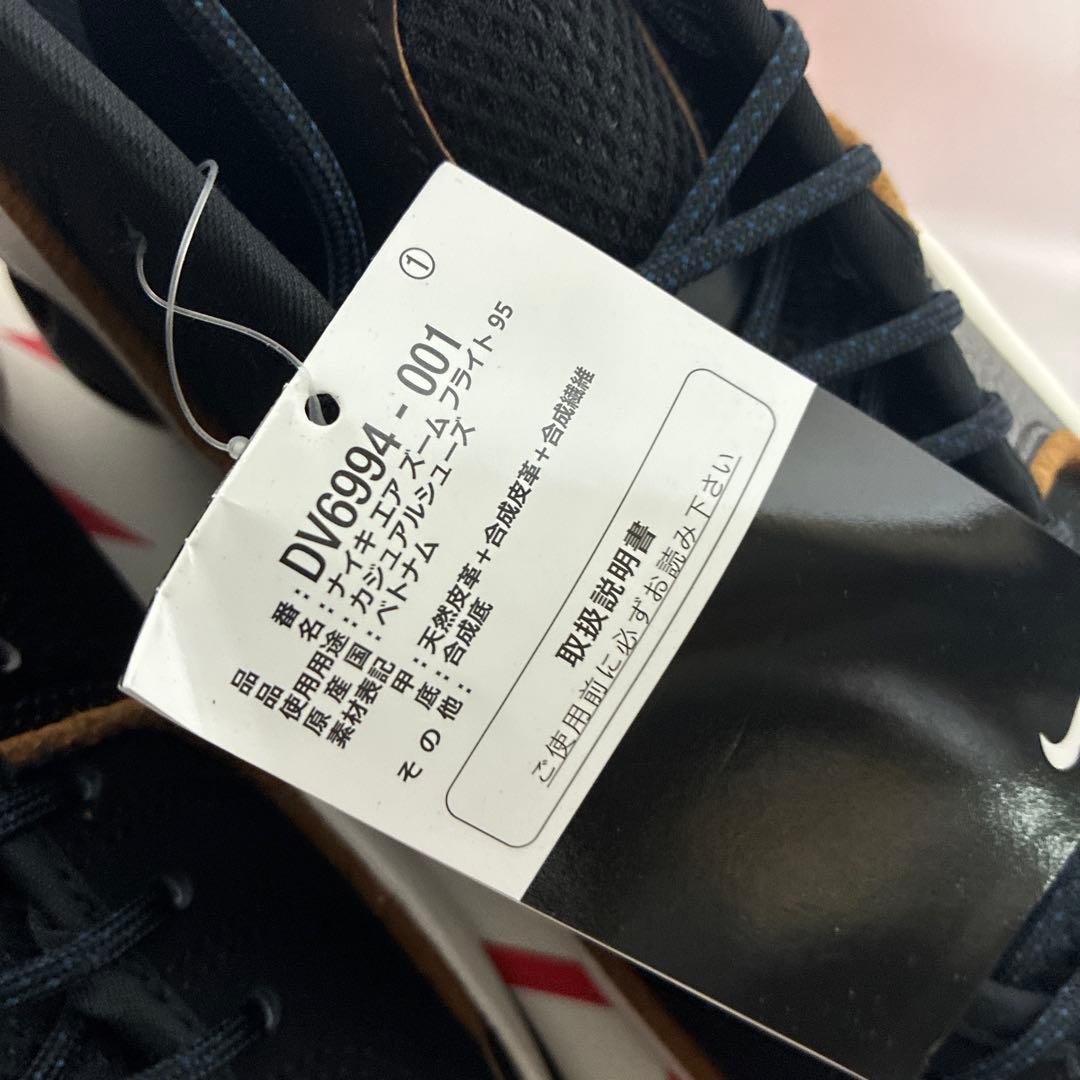 ①
品 番 : DV6994 - 001
品 名 : ナイキ エア ズーム フライト 95
使用用途 : カジュアルシューズ
原 産 国 : ベトナム
素材表記 甲 : 天然皮革 + 合成皮革 + 合成繊維
底 : 合成底
そ の 他 :
取扱説明書
ご使用前に必ずお読み下さい